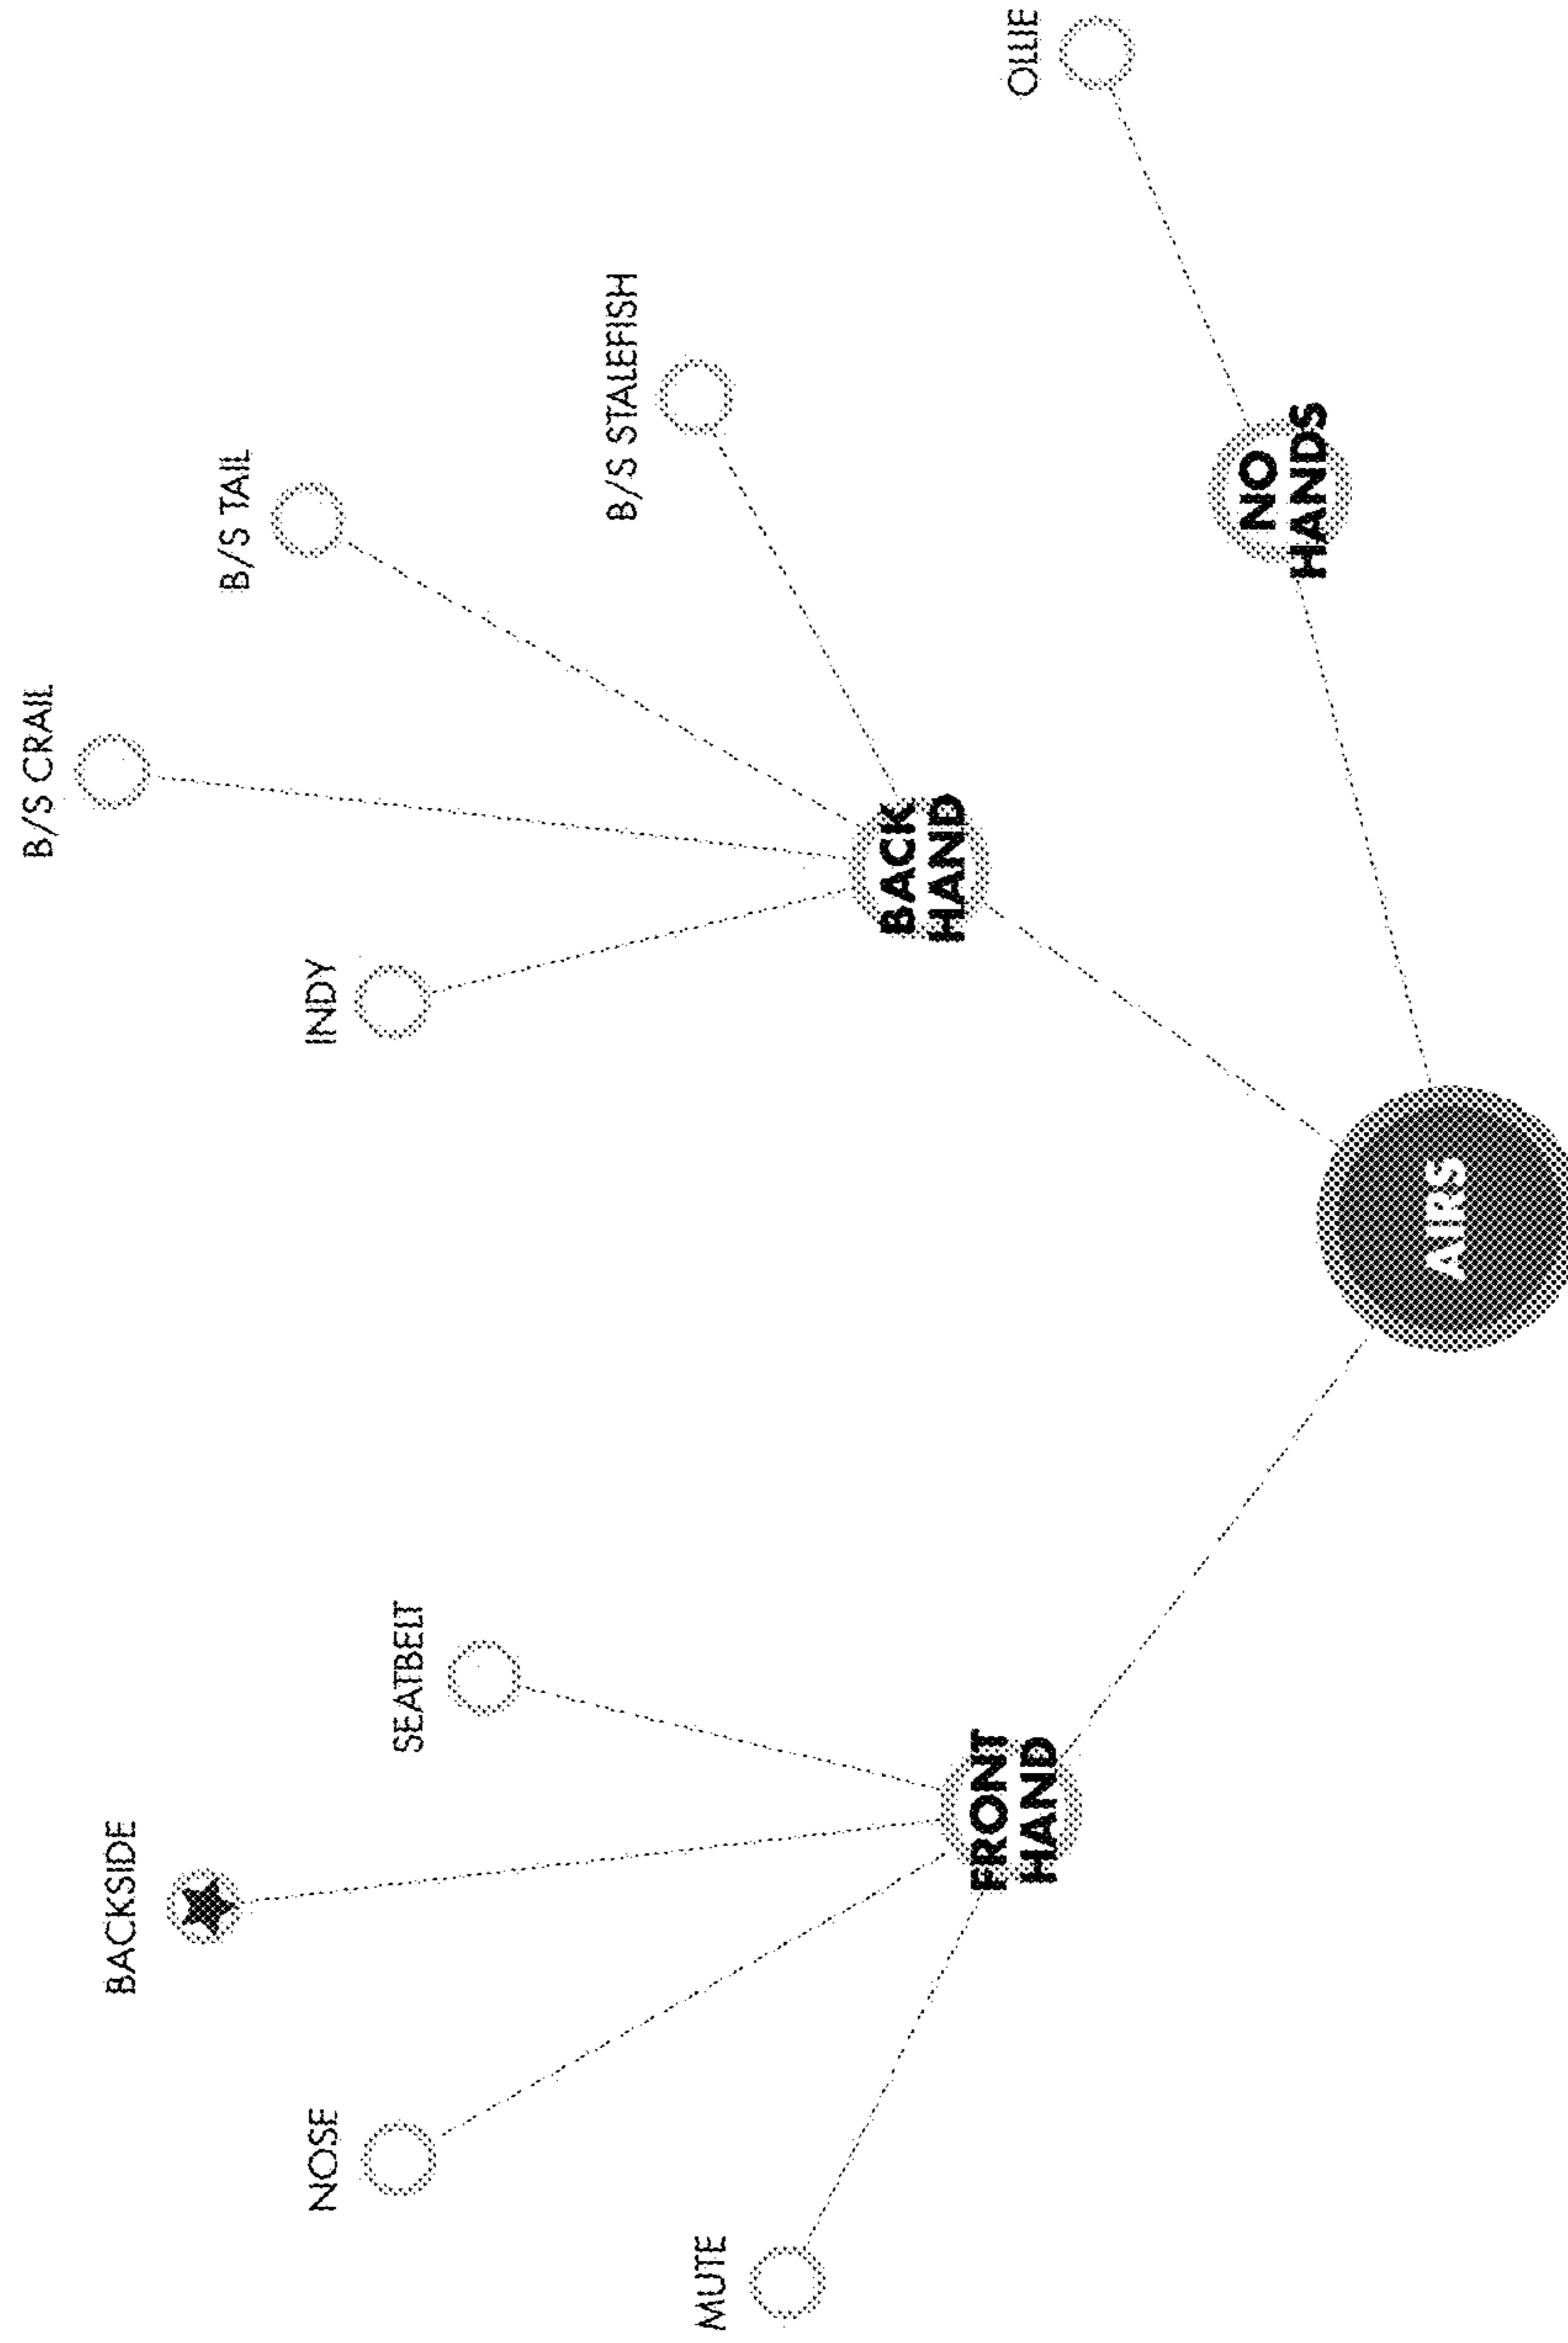 MUTE
NOSE
BACKSIDE
SEATBELT
FRONT
HAND
INDY
B/S CRAIL
B/S TAIL
B/S STALEFISH
BACK
HAND
OLLIE
NO
HANDS
AIRS